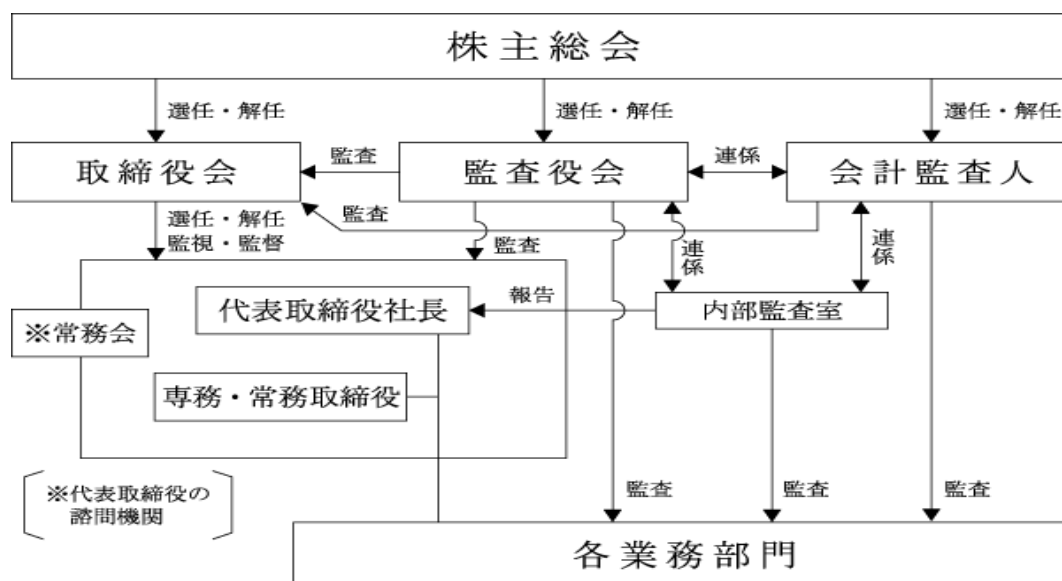 株主総会
選任・解任
選任・解任
選任・解任
取締役会
監査
監査役会
連係
会計監査人
選任・解任
監視・監督
監査
監査
連係
連係
代表取締役社長
報告
内部監査室
※常務会
専務・常務取締役
※代表取締役の
諮問機関
監査
監査
監査
各業務部門